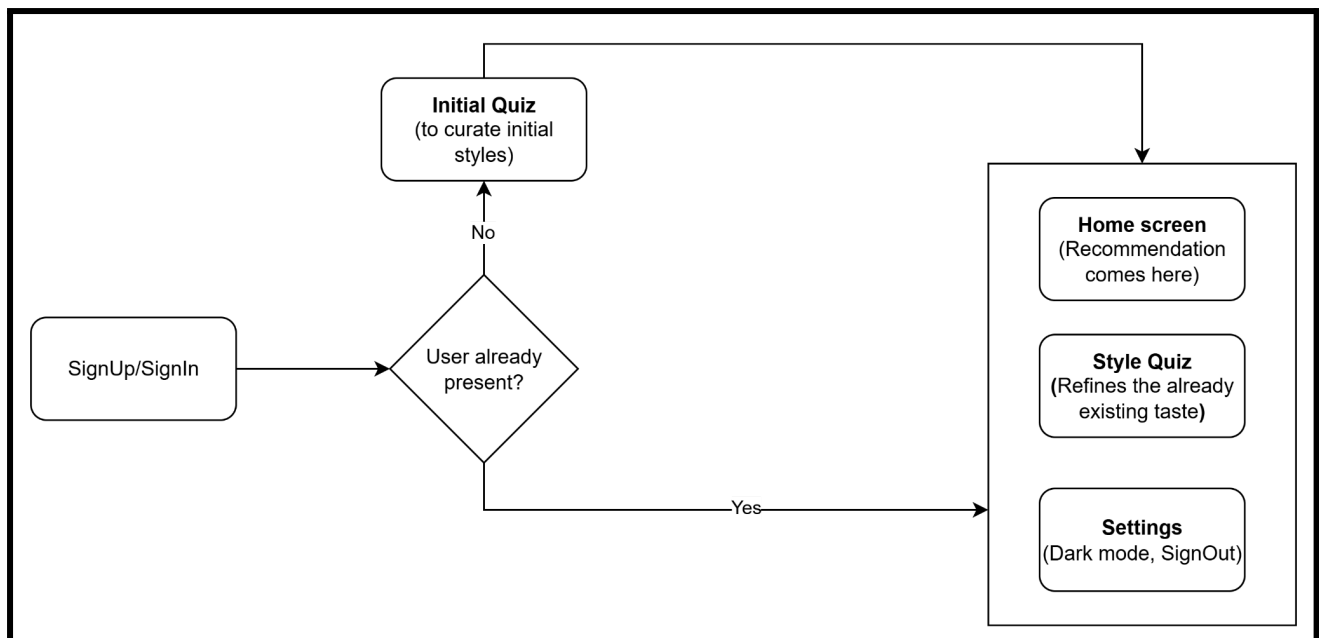 Initial Quiz
(to curate initial
styles)
No
SignUp/SignIn
User already
present?
Yes
Home screen
(Recommendation
comes here)
Style Quiz
(Refines the already
existing taste)
Settings
(Dark mode, SignOut)